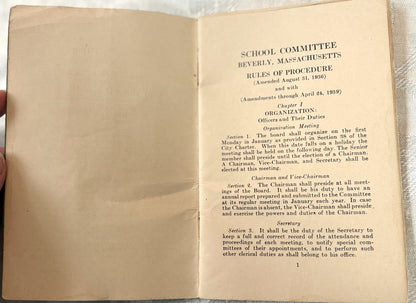 SCHOOL COMMITTEE
BEVERLY, MASSACHUSETTS
RULES OF PROCEDURE
(Amended August 31, 1956)
and with
(Amendments through April 24, 1959)
Chapter I
ORGANIZATION:
Officers and Their Duties
Organization Meeting
Section 1. The board shall organize on the first
Monday in January as provided in Section 38 of the
City Charter. When this date falls on a holiday the
meeting shall be held on the following day. The Senior
member shall preside until the election of a Chairman.
A Chairman, Vice-Chairman, and Secretary shall be
elected at this meeting.
Chairman and Vice-Chairman
Section 2. The Chairman shall preside at all meet-
ings of the Board. It shall be his duty to have an
annual report prepared and submitted to the Committee
at its regular meeting in January each year. In case
the Chairman is absent, the Vice-Chairman shall preside
and exercise the powers and duties of the Chairman.
Secretary
Section 3. It shall be the duty of the Secretary to
keep a full and correct record of the attendance and
proceedings of each meeting, to notify special com-
mittees of their appointments, and to perform such
other clerical duties as shall belong to his office.
1